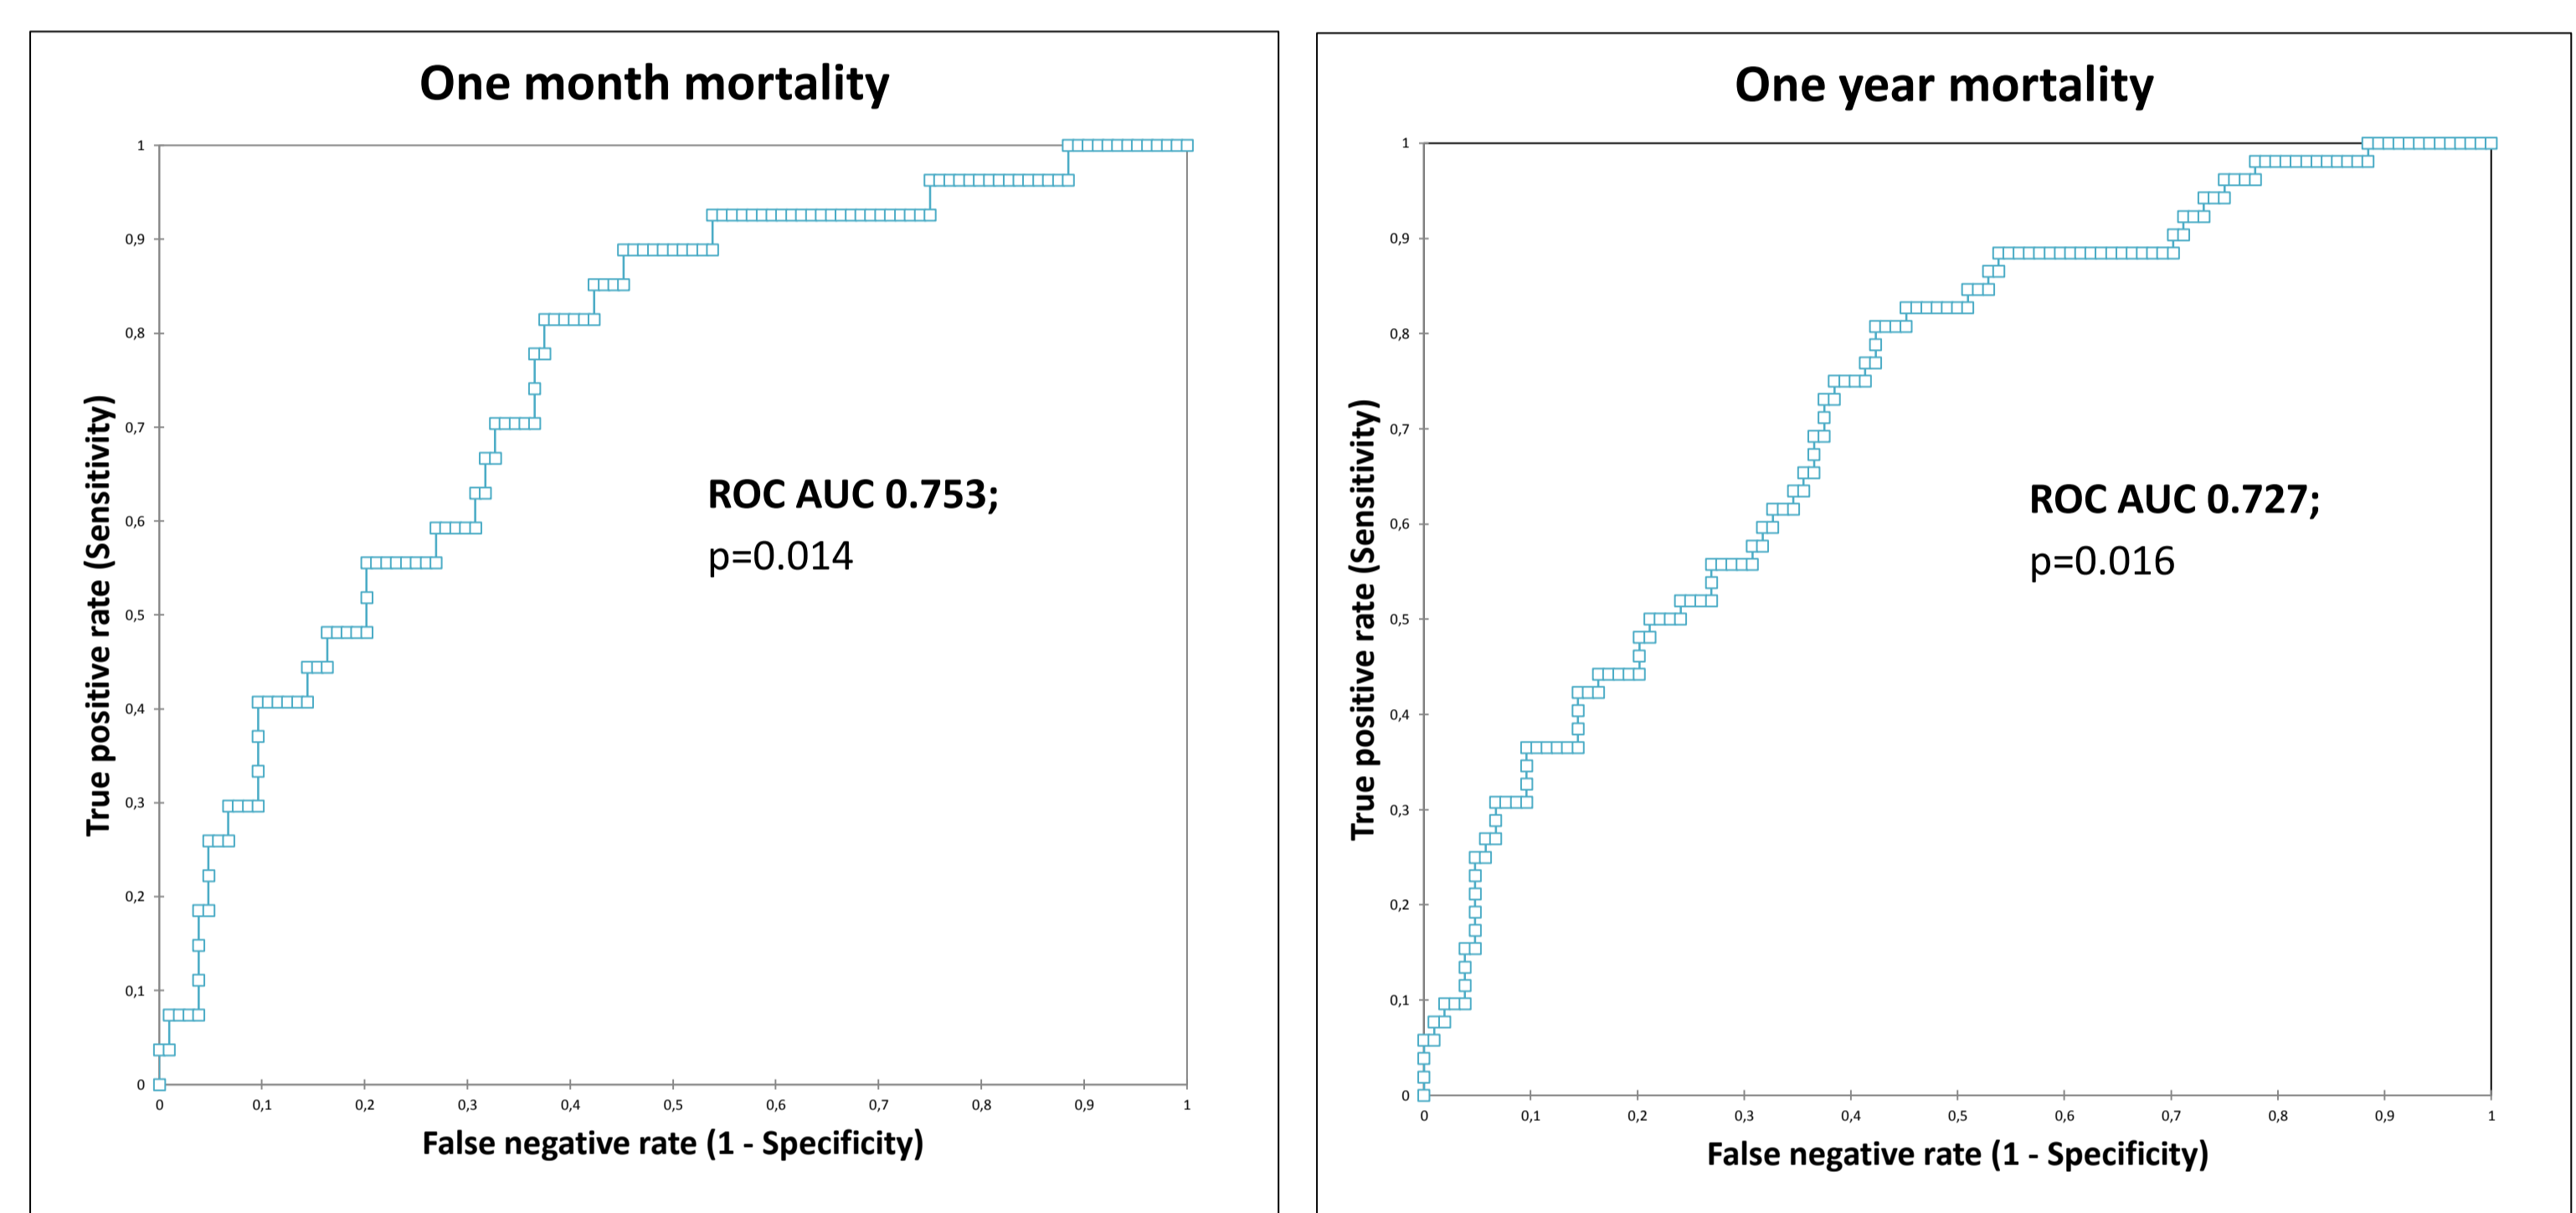 One month mortality
1
0,9
0,8
0,7
0,6
0,5
0,4
0,3
0,2
0,1
0
True positive rate (Sensitivity)
ROC AUC 0.753;
p=0.014
0 0,1 0,2 0,3 0,4 0,5 0,6 0,7 0,8 0,9 1
False negative rate (1 - Specificity)
One year mortality
1
0,9
0,8
0,7
0,6
0,5
0,4
0,3
0,2
0,1
0
True positive rate (Sensitivity)
ROC AUC 0.727;
p=0.016
0 0,1 0,2 0,3 0,4 0,5 0,6 0,7 0,8 0,9 1
False negative rate (1 - Specificity)